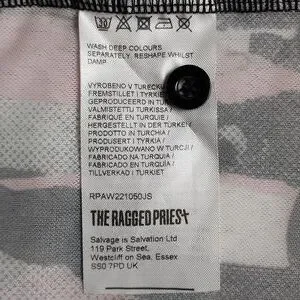 WASH DEEP COLOURS
SEPARATELY, RESHAPE WHILST
DAMP
VYROBENO V TURECKU
FREMSTILLET I TYRKIE
GEPRODUCEERD IN TURK
VALMISTETTU TURKISSA /
FABRIQUÉ EN TURQUIE /
HERGESTELLT IN DER TÜRKEI /
PRODOTTO IN TURCHIA /
PRODUSERT I TYRKIA /
WYPRODUKOWANO W TURCJI /
FABRICADO NA TURQUIA /
FABRICADO EN TURQUÍA /
TILLVERKAD I TURKIET
RPAW221050JS
THE RAGGED PRIEST
Salvage is Salvation Ltd
119 Park Street,
Westcliff on Sea, Essex
SS0 7PD UK